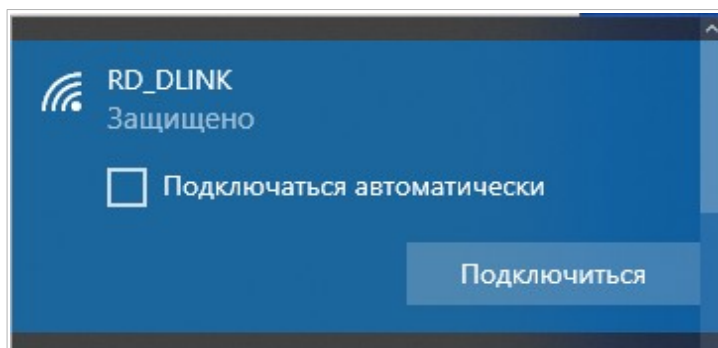 RD_DLINK
Защищено
Подключаться автоматически
Подключиться